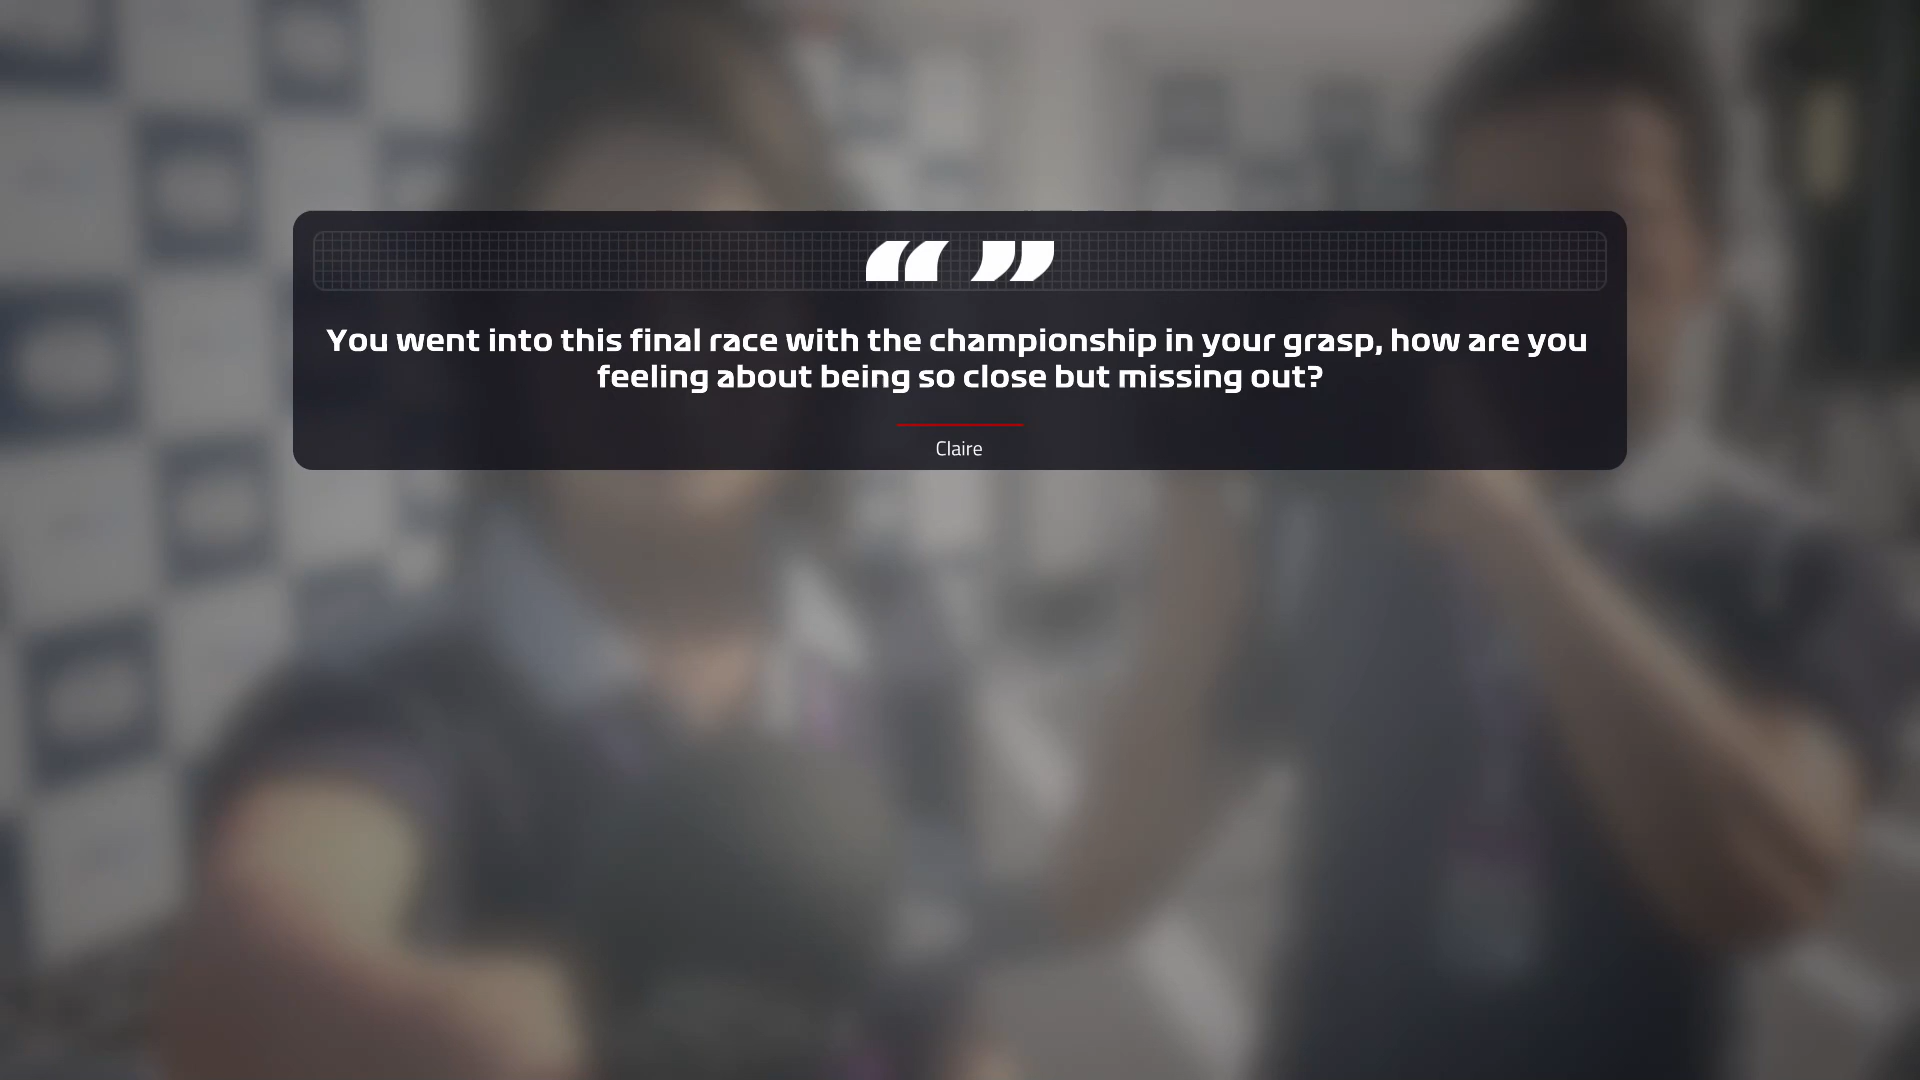 “ ”
You went into this final race with the championship in your grasp, how are you
feeling about being so close but missing out?
Claire